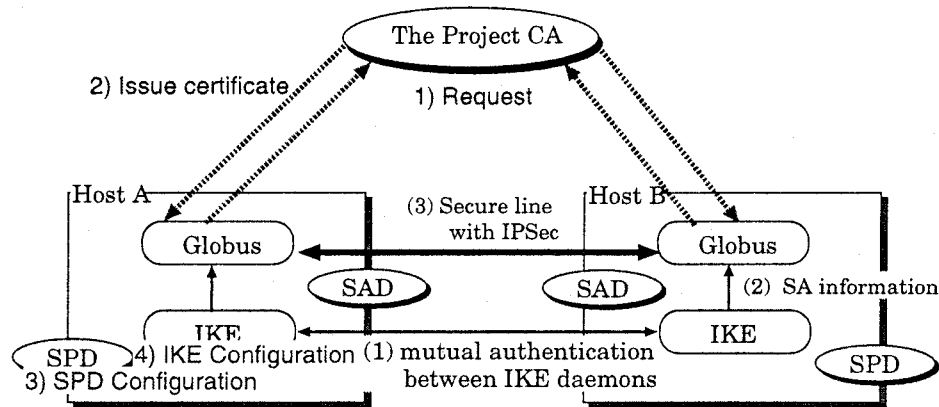 The Project CA
2) Issue certificate
1) Request
Host A
Host B
(3) Secure line
with IPSec
Globus
Globus
SAD
SAD
(2) SA information
IKE
IKE
SPD
4) IKE Configuration
(1) mutual authentication
between IKE daemons
SPD
3) SPD Configuration